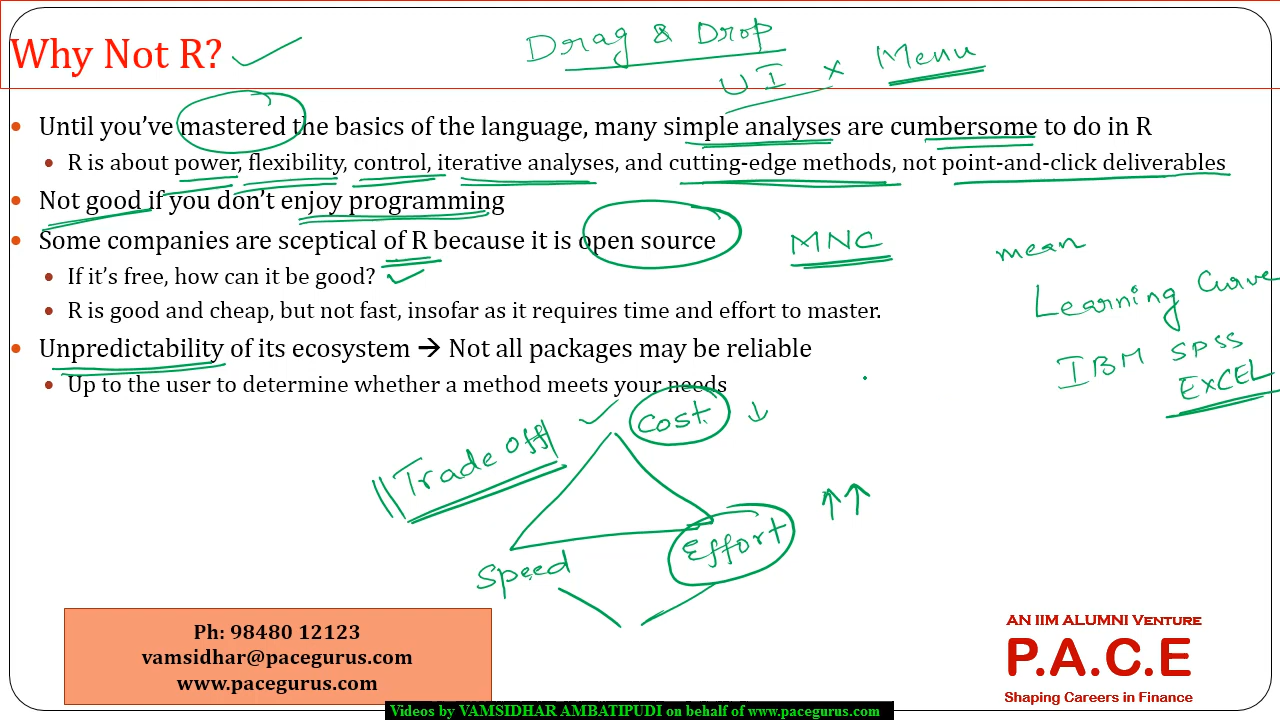 Drag & Drop
Why Not R?
UI x Menu
• Until you've mastered the basics of the language, many simple analyses are cumbersome to do in R
• R is about power, flexibility, control, iterative analyses, and cutting-edge methods, not point-and-click deliverables
• Not good if you don't enjoy programming
• Some companies are sceptical of R because it is open source
MNC
mean
• If it's free, how can it be good?
Learning Curve
• R is good and cheap, but not fast, insofar as it requires time and effort to master.
• Unpredictability of its ecosystem → Not all packages may be reliable
IBM SPSS
EXCEL
• Up to the user to determine whether a method meets your needs
Cost ↓
Trade off
Effort ↑↑
Speed
Ph: 98480 12123
vamsidhar@pacegurus.com
www.pacegurus.com
AN IIM ALUMNI VENTURE
P.A.C.E
Shaping Careers in Finance
Videos by VAMSIDHAR AMBATIPUDI on behalf of www.pacegurus.com